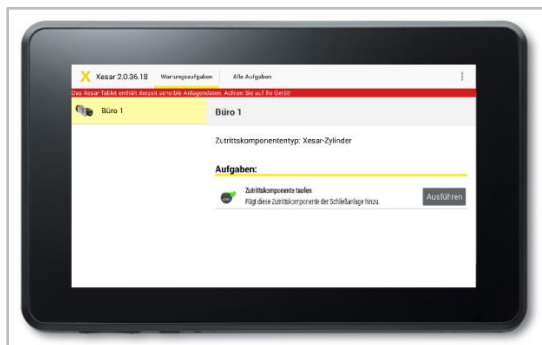 Xesar 2.0.36.18 Wartungsaufgaben Alle Aufgaben
Das Xesar-Tablet enthält derzeit sensible Anlagendaten. Achten Sie auf Ihr Gerät!
Büro 1
Büro 1
Zutrittskomponententyp: Xesar-Zylinder
Aufgaben:
Zutrittskomponente taufen
Fügt diese Zutrittskomponente der Schließanlage hinzu.
Ausführen